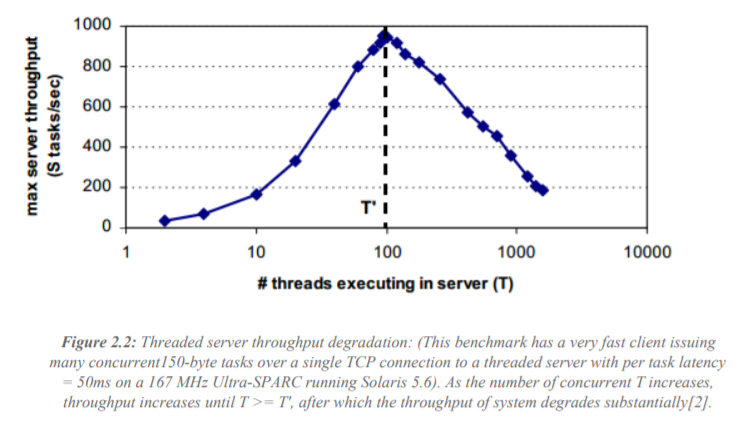 1000
800
600
400
200
0
max server throughput
(S tasks/sec)
T'
1 10 100 1000 10000
# threads executing in server (T)
Figure 2.2: Threaded server throughput degradation: (This benchmark has a very fast client issuing
many concurrent150-byte tasks over a single TCP connection to a threaded server with per task latency
= 50ms on a 167 MHz Ultra-SPARC running Solaris 5.6). As the number of concurrent T increases,
throughput increases until T >= T', after which the throughput of system degrades substantially[2].